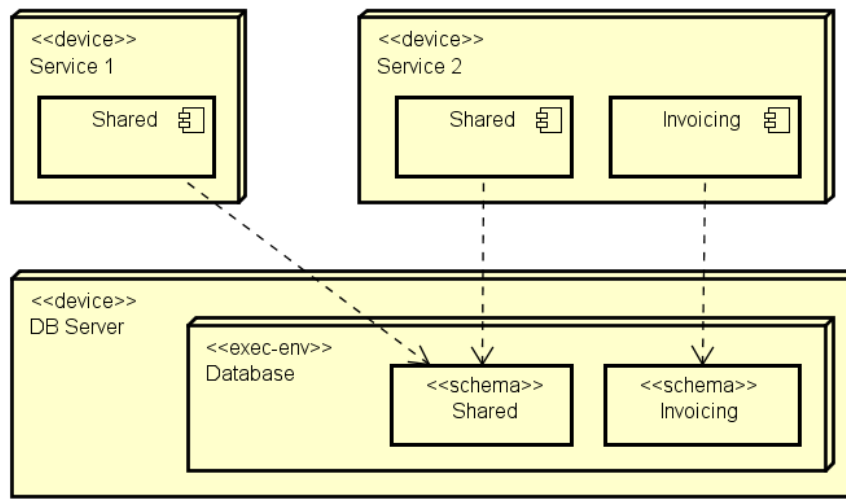 <<device>>
Service 1
Shared
<<device>>
Service 2
Shared
Invoicing
<<device>>
DB Server
<<exec-env>>
Database
<<schema>>
Shared
<<schema>>
Invoicing